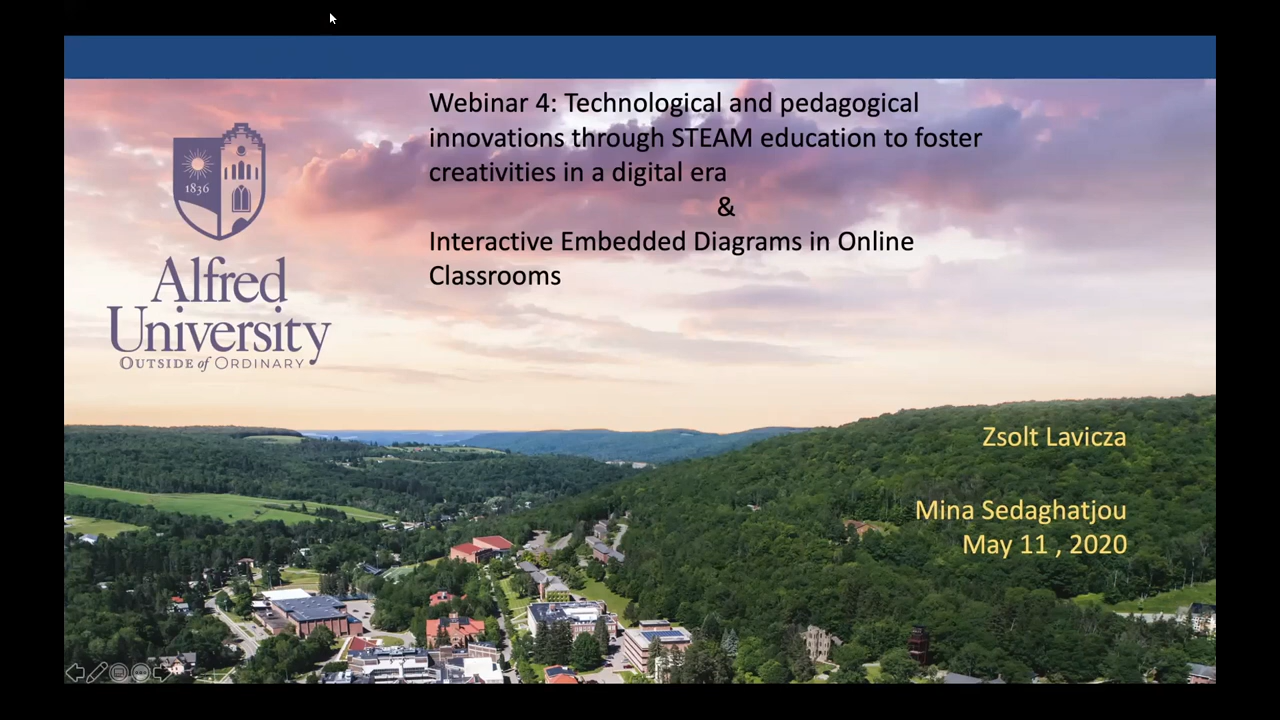 Webinar 4: Technological and pedagogical
innovations through STEAM education to foster
creativities in a digital era
&
Interactive Embedded Diagrams in Online
Classrooms
1836
Alfred
University
OUTSIDE of ORDINARY
Zsolt Lavicza
Mina Sedaghatjou
May 11 , 2020